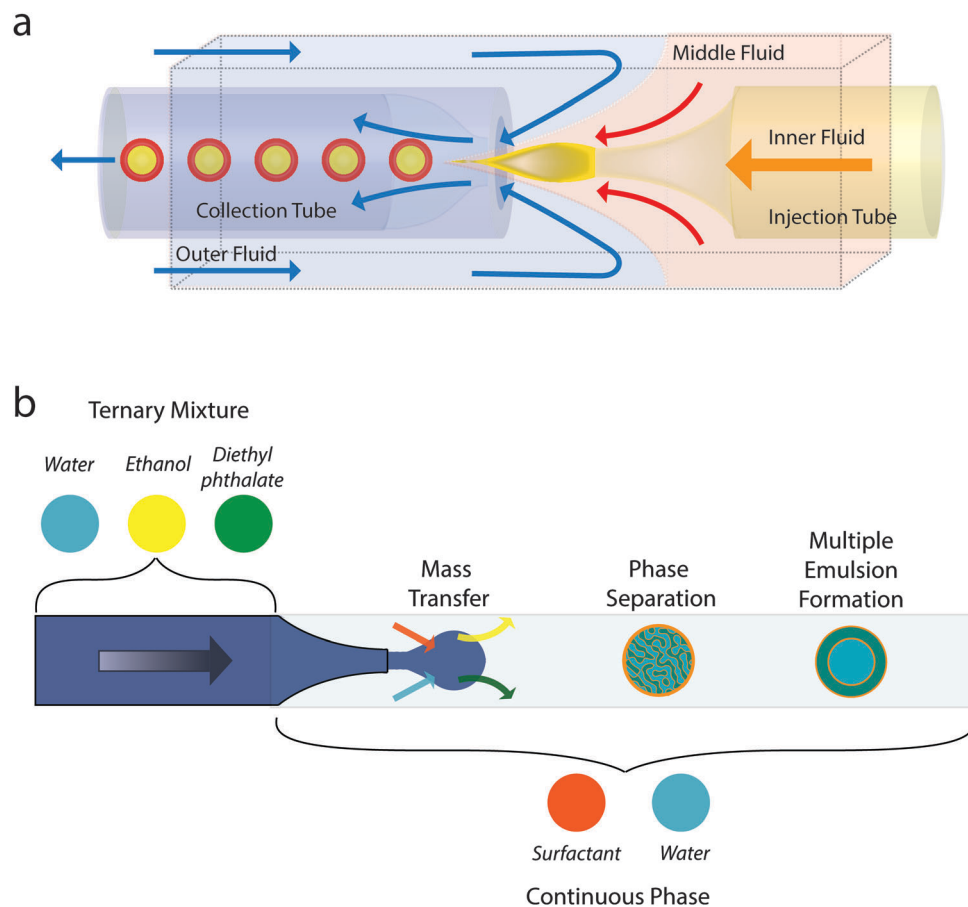 a
Middle Fluid
Inner Fluid
Collection Tube
Injection Tube
Outer Fluid
b
Ternary Mixture
Water
Ethanol
Diethyl
phthalate
Mass
Transfer
Phase
Separation
Multiple
Emulsion
Formation
Surfactant
Water
Continuous Phase